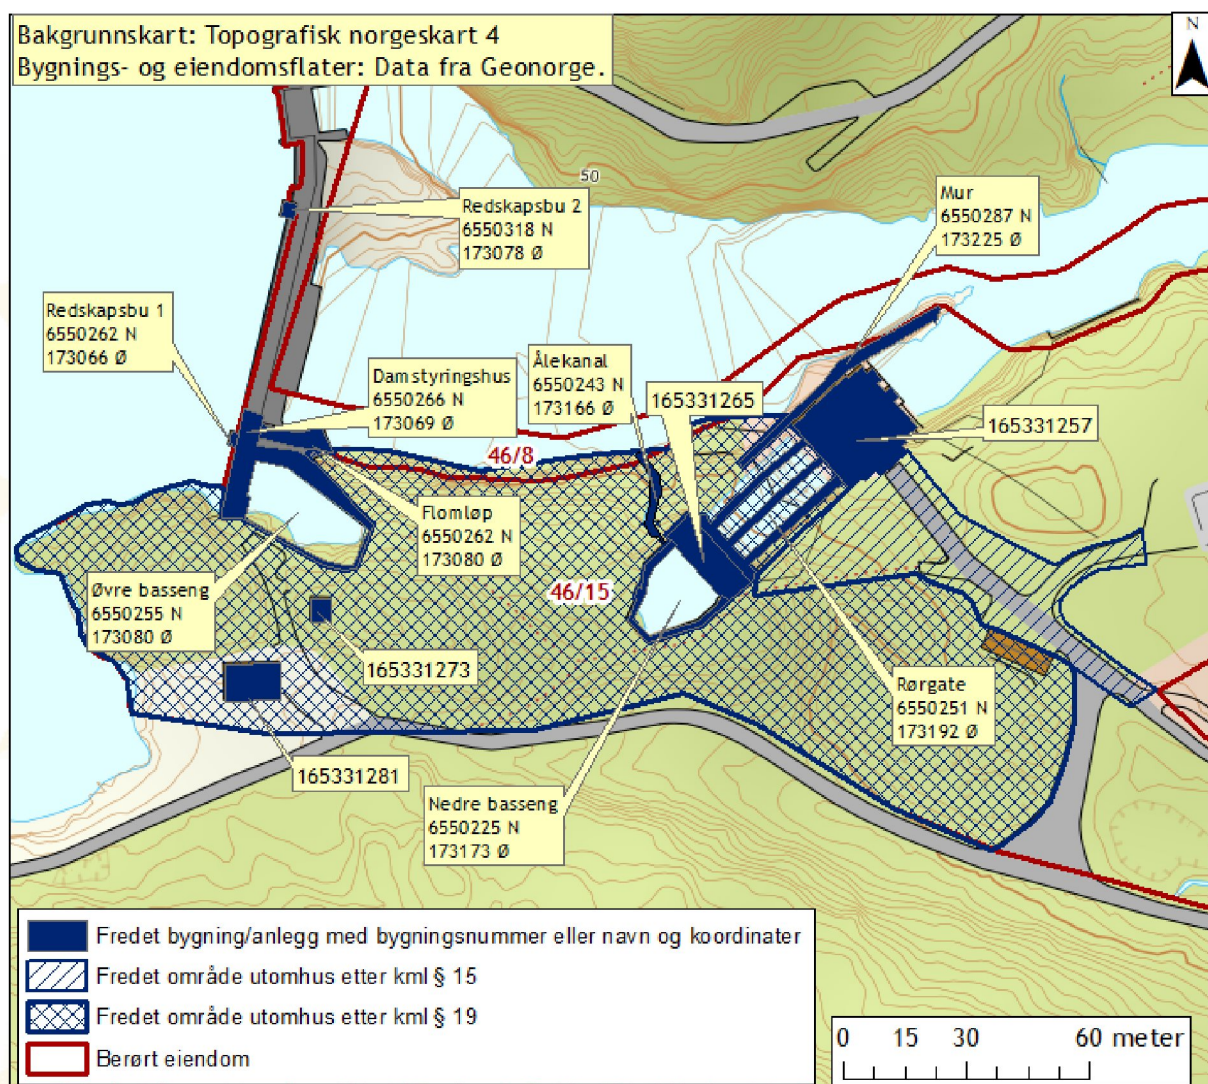 Bakgrunnskart: Topografisk norgeskart 4
Bygnings- og eiendomsflater: Data fra Geonorge.
N
50
Redskapsbu 2
6550318 N
173078 Ø
Mur
6550287 N
173225 Ø
Redskapsbu 1
6550262 N
173066 Ø
Damstyringshus
6550266 N
173069 Ø
Ålekanal
6550243 N
173166 Ø
165331265
165331257
46/8
Flomløp
6550262 N
173080 Ø
Øvre basseng
6550255 N
173080 Ø
46/15
165331273
Rørgate
6550251 N
173192 Ø
165331281
Nedre basseng
6550225 N
173173 Ø
Fredet bygning/anlegg med bygningsnummer eller navn og koordinater
Fredet område utomhus etter kml § 15
Fredet område utomhus etter kml § 19
Berørt eiendom
0 15 30 60 meter